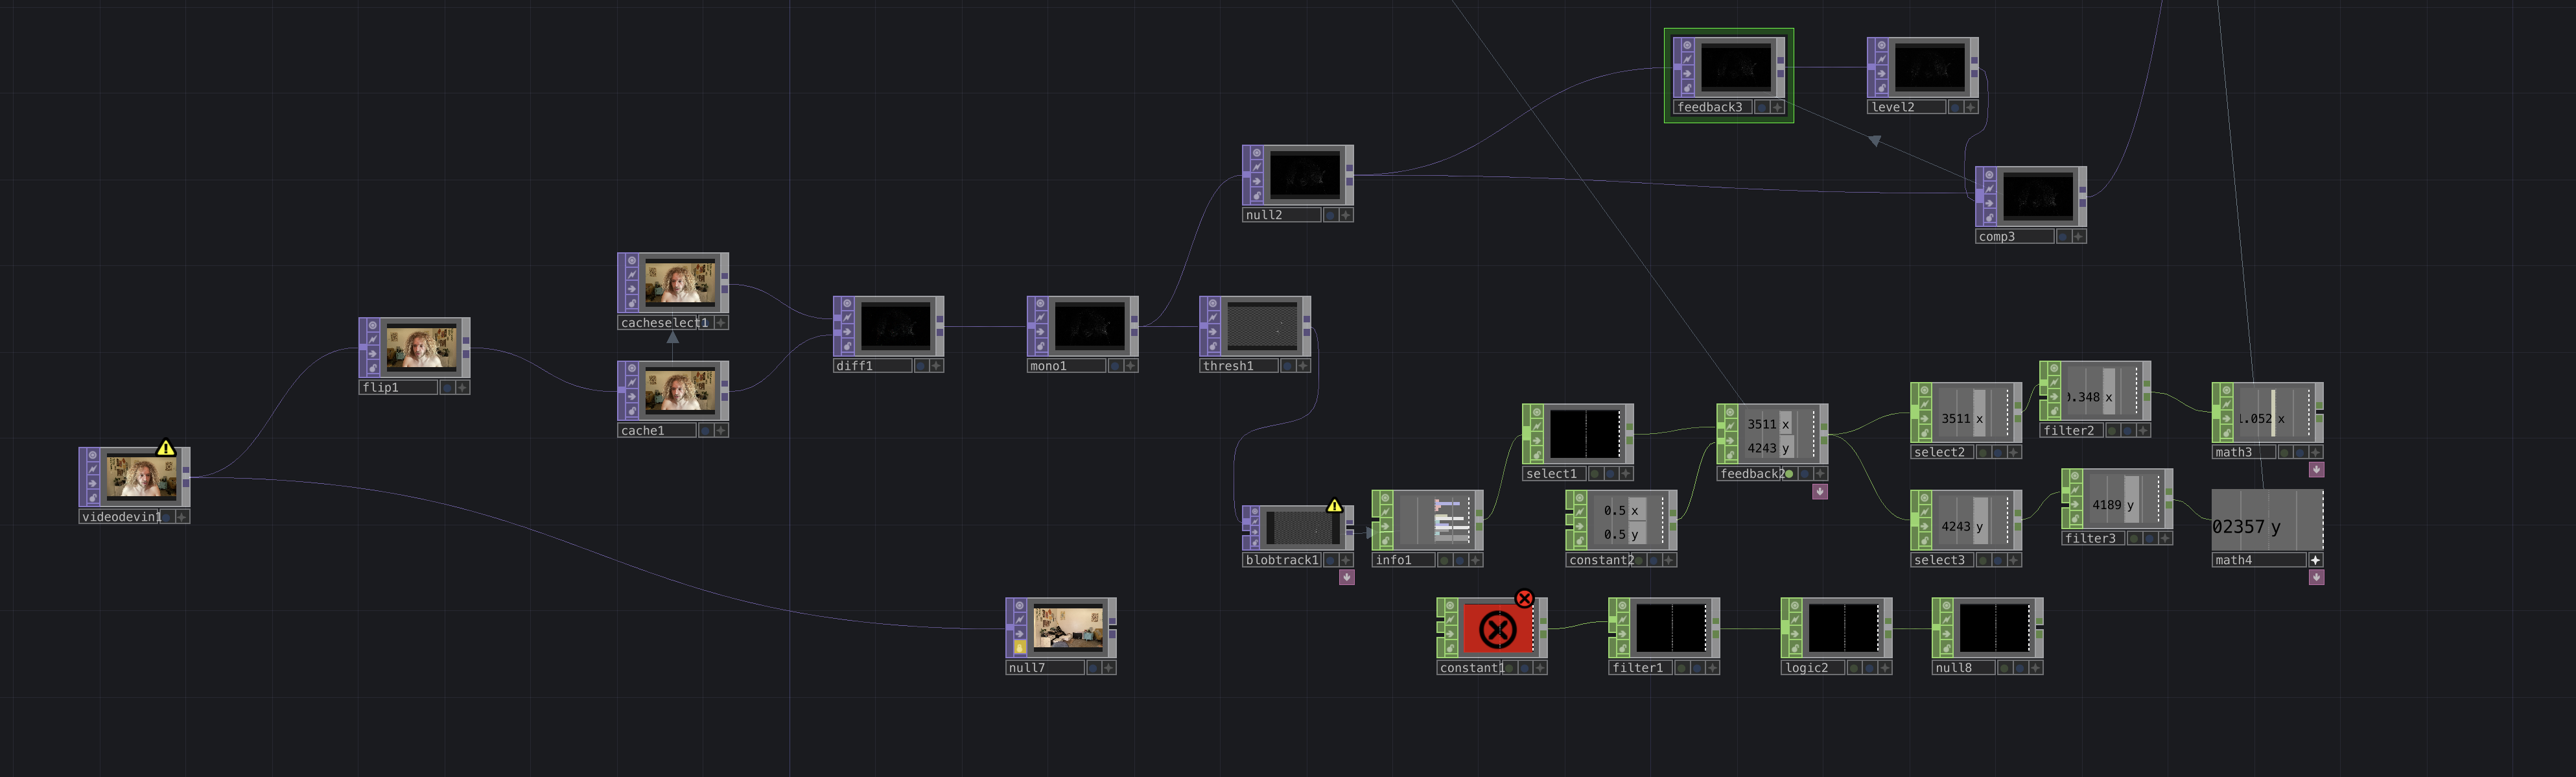 feedback3
level2
null2
comp3
cacheselect1
flip1
diff1
mono1
thresh1
cache1
videodevin1
select1
3511 x
4243 y
feedback2
3511 x
select2
0.348 x
filter2
1.052 x
math3
blobtrack1
info1
0.5 x
0.5 y
constant2
4243 y
select3
4189 y
filter3
02357 y
math4
null7
constant1
filter1
logic2
null8